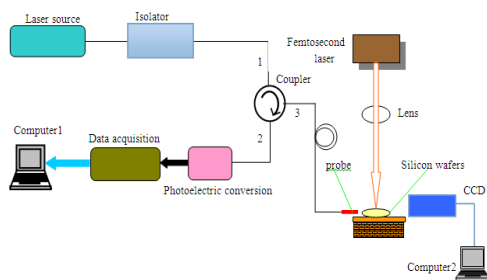 Laser source
Isolator
Femtosecond
laser
1
Coupler
3
Lens
2
Computer1
Data acquisition
probe
Silicon wafers
Photoelectric conversion
CCD
Computer2